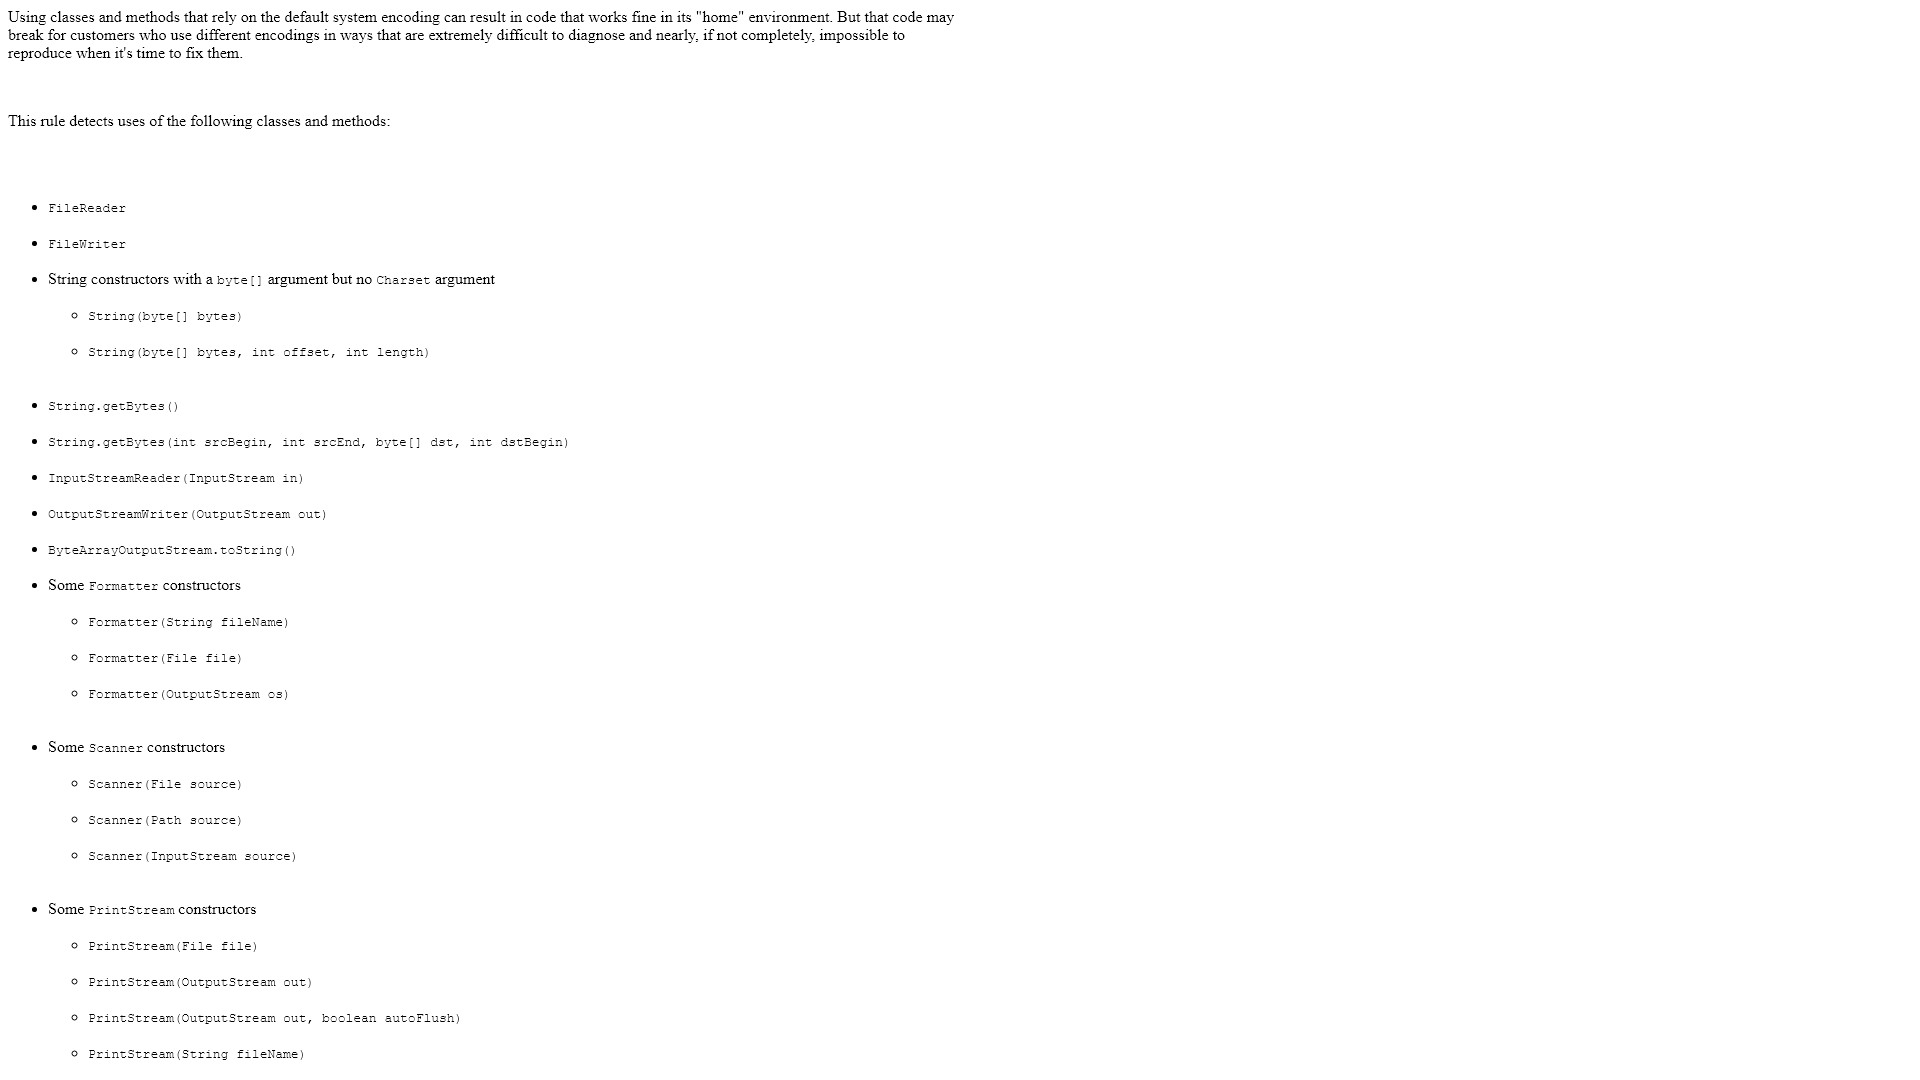 Using classes and methods that rely on the default system encoding can result in code that works fine in its "home" environment. But that code may
break for customers who use different encodings in ways that are extremely difficult to diagnose and nearly, if not completely, impossible to
reproduce when it's time to fix them.
This rule detects uses of the following classes and methods:
FileReader
FileWriter
String constructors with a byte[] argument but no Charset argument
String(byte[] bytes)
String(byte[] bytes, int offset, int length)
String.getBytes()
String.getBytes(int srcBegin, int srcEnd, byte[] dst, int dstBegin)
InputStreamReader(InputStream in)
OutputStreamWriter(OutputStream out)
ByteArrayOutputStream.toString()
Some Formatter constructors
Formatter(String fileName)
Formatter(File file)
Formatter(OutputStream os)
Some Scanner constructors
Scanner(File source)
Scanner(Path source)
Scanner(InputStream source)
Some PrintStream constructors
PrintStream(File file)
PrintStream(OutputStream out)
PrintStream(OutputStream out, boolean autoFlush)
PrintStream(String fileName)